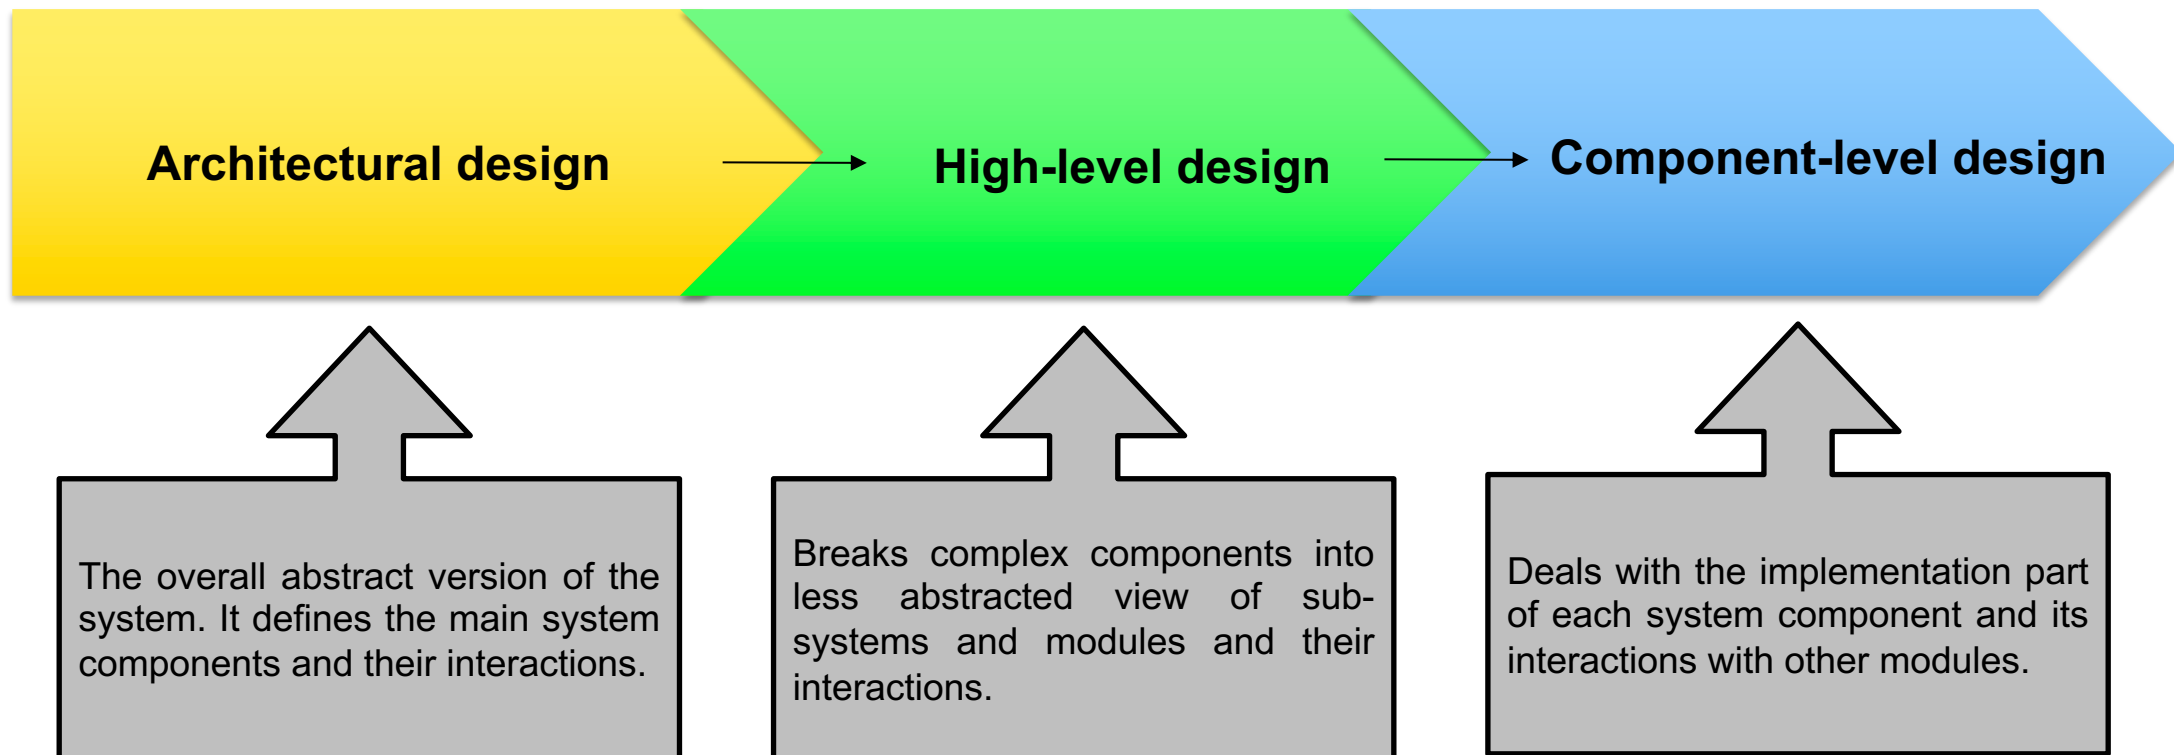 Architectural design
High-level design
Component-level design
The overall abstract version of the
system. It defines the main system
components and their interactions.
Breaks complex components into
less abstracted view of sub-
systems and modules and their
interactions.
Deals with the implementation part
of each system component and its
interactions with other modules.